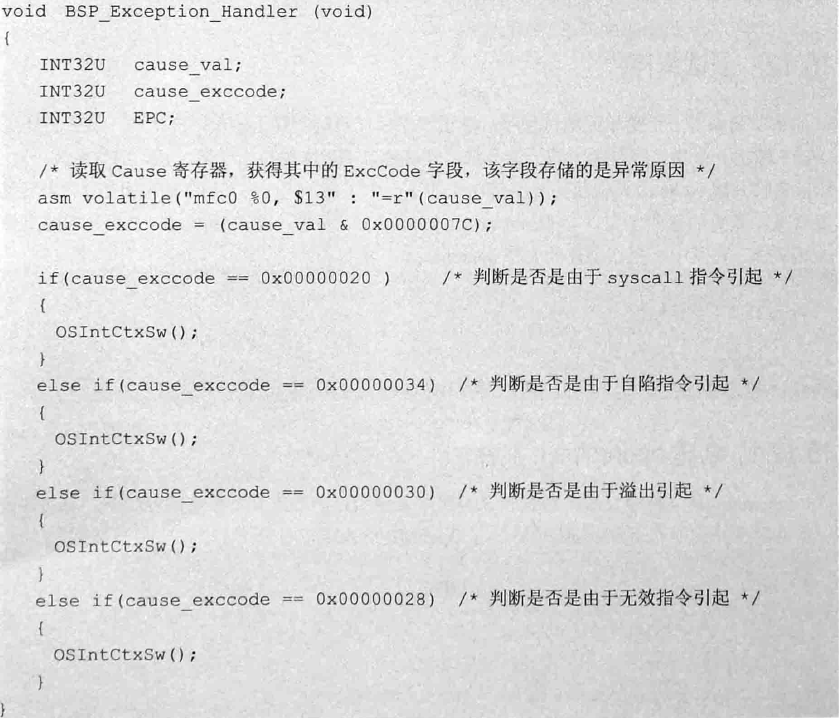 void BSP_Exception_Handler (void)
{
INT32U cause_val;
INT32U cause_exccode;
INT32U EPC;
/* 读取 Cause 寄存器，获得其中的 ExcCode 字段，该字段存储的是异常原因 */
asm volatile("mfc0 %0, $13" : "=r"(cause_val));
cause_exccode = (cause_val & 0x0000007C);
if(cause_exccode == 0x00000020 ) /* 判断是否是由于 syscall 指令引起 */
{
OSIntCtxSw();
}
else if(cause_exccode == 0x00000034) /* 判断是否是由于自陷指令引起 */
{
OSIntCtxSw();
}
else if(cause_exccode == 0x00000030) /* 判断是否是由于溢出引起 */
{
OSIntCtxSw();
}
else if(cause_exccode == 0x00000028) /* 判断是否是由于无效指令引起 */
{
OSIntCtxSw();
}
}